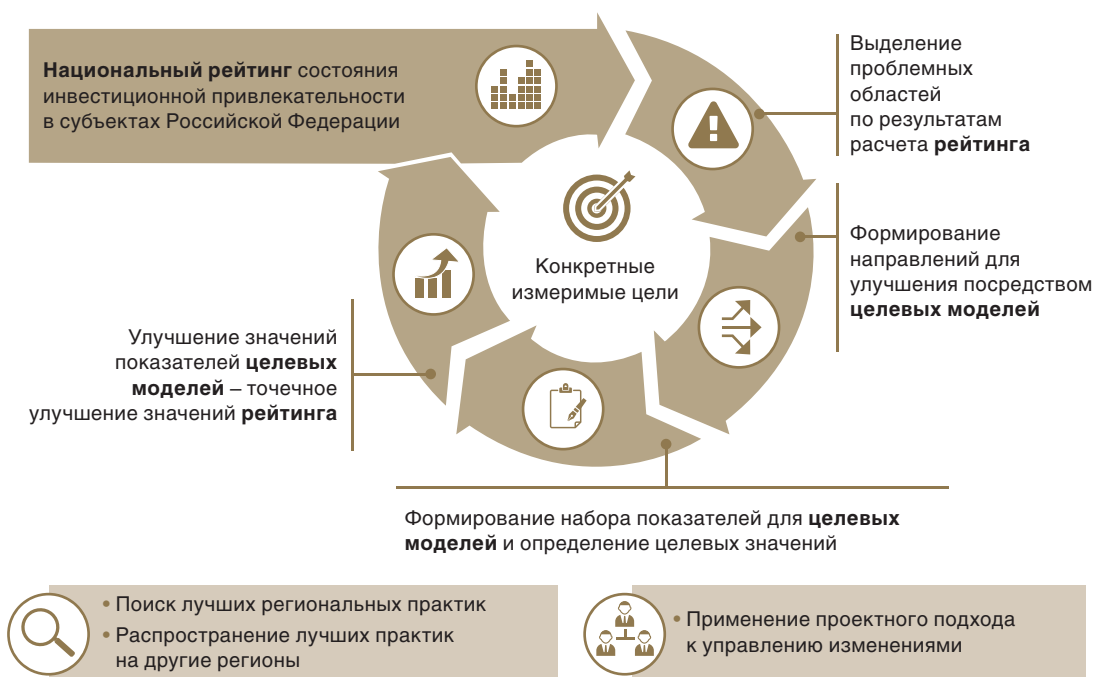 Национальный рейтинг состояния
инвестиционной привлекательности
в субъектах Российской Федерации
Выделение
проблемных
областей
по результатам
расчета рейтинга
Формирование
направлений для
улучшения посредством
целевых моделей
Конкретные
измеримые цели
Улучшение значений
показателей целевых
моделей – точечное
улучшение значений рейтинга
Формирование набора показателей для целевых
моделей и определение целевых значений
• Поиск лучших региональных практик
• Распространение лучших практик
на другие регионы
• Применение проектного подхода
к управлению изменениями